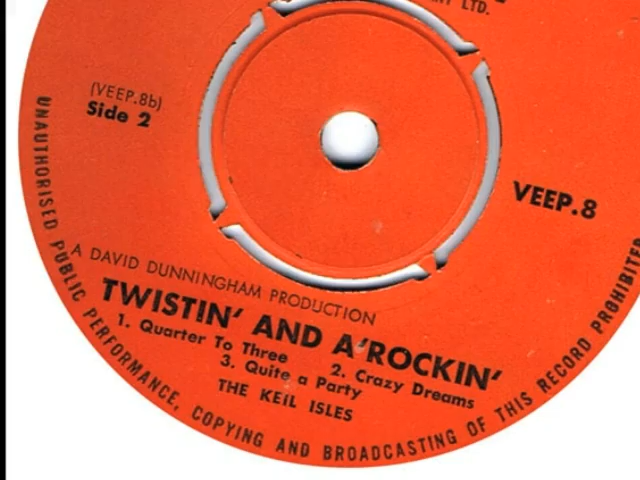 LTD.
(VEEP.8b)
Side 2
VEEP.8
A DAVID DUNNINGHAM PRODUCTION
TWISTIN' AND A'ROCKIN'
1. Quarter To Three
2. Crazy Dreams
3. Quite a Party
THE KEIL ISLES
UNAUTHORISED PUBLIC PERFORMANCE, COPYING AND BROADCASTING OF THIS RECORD PROHIBITED